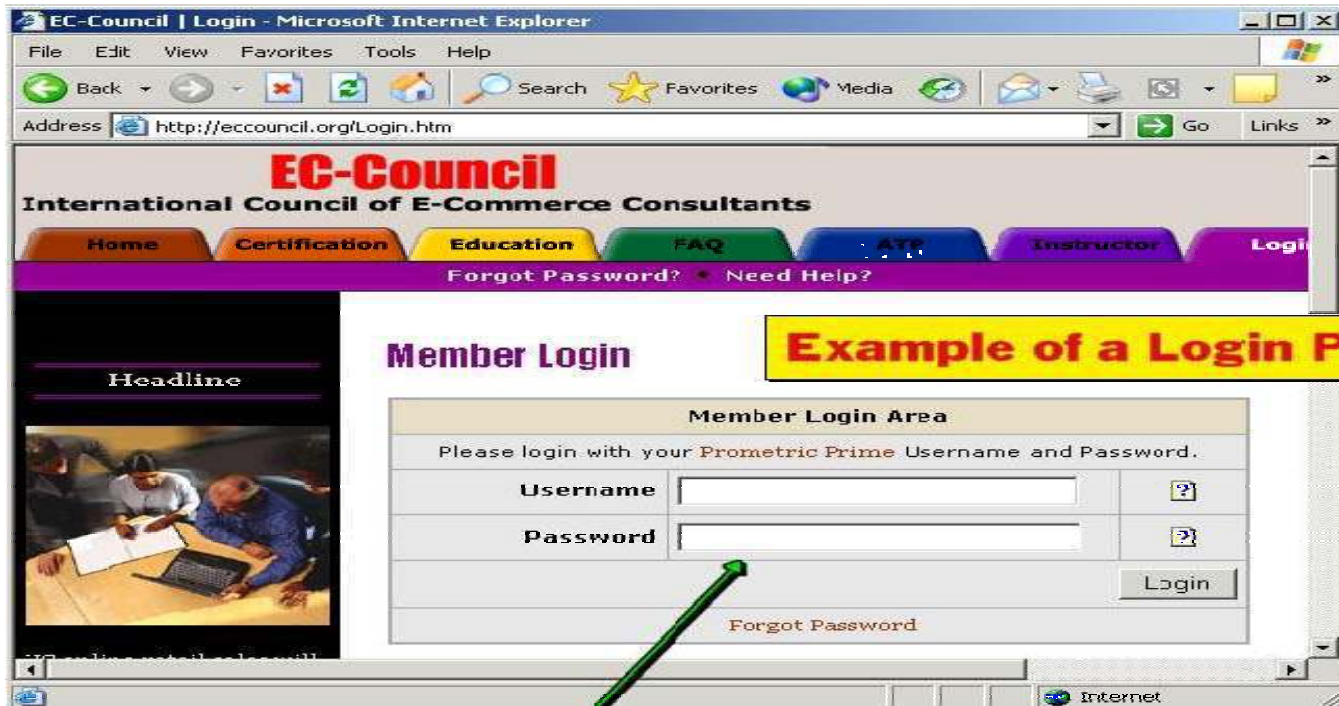 EC-Council | Login - Microsoft Internet Explorer
File Edit View Favorites Tools Help
Back Search Favorites Media
Address http://eccouncil.org/Login.htm Go Links
EC-Council
International Council of E-Commerce Consultants
Home Certification Education FAQ ATP Instructor Logi
Forgot Password? • Need Help?
Example of a Login P
Member Login
Headline
Member Login Area
Please login with your Prometric Prime Username and Password.
Username
Password
Login
Forgot Password
Internet